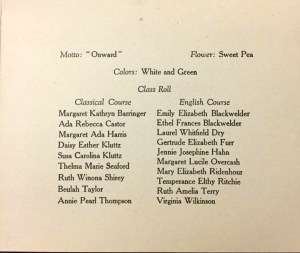 Motto: "Onward" Flower: Sweet Pea
Colors: White and Green
Class Roll
Classical Course
Margaret Kathryn Barringer
Ada Rebecca Castor
Margaret Ada Harris
Daisy Esther Kluttz
Susa Carolina Kluttz
Thelma Marie Seaford
Ruth Winona Shirey
Beulah Taylor
Annie Pearl Thompson
English Course
Emily Elizabeth Blackwelder
Ethel Frances Blackwelder
Laurel Whitfield Dry
Gertrude Elizabeth Furr
Jennie Josephine Hahn
Margaret Lucile Overcash
Mary Elizabeth Ridenhour
Temperance Elthy Ritchie
Ruth Amelia Terry
Virginia Wilkinson